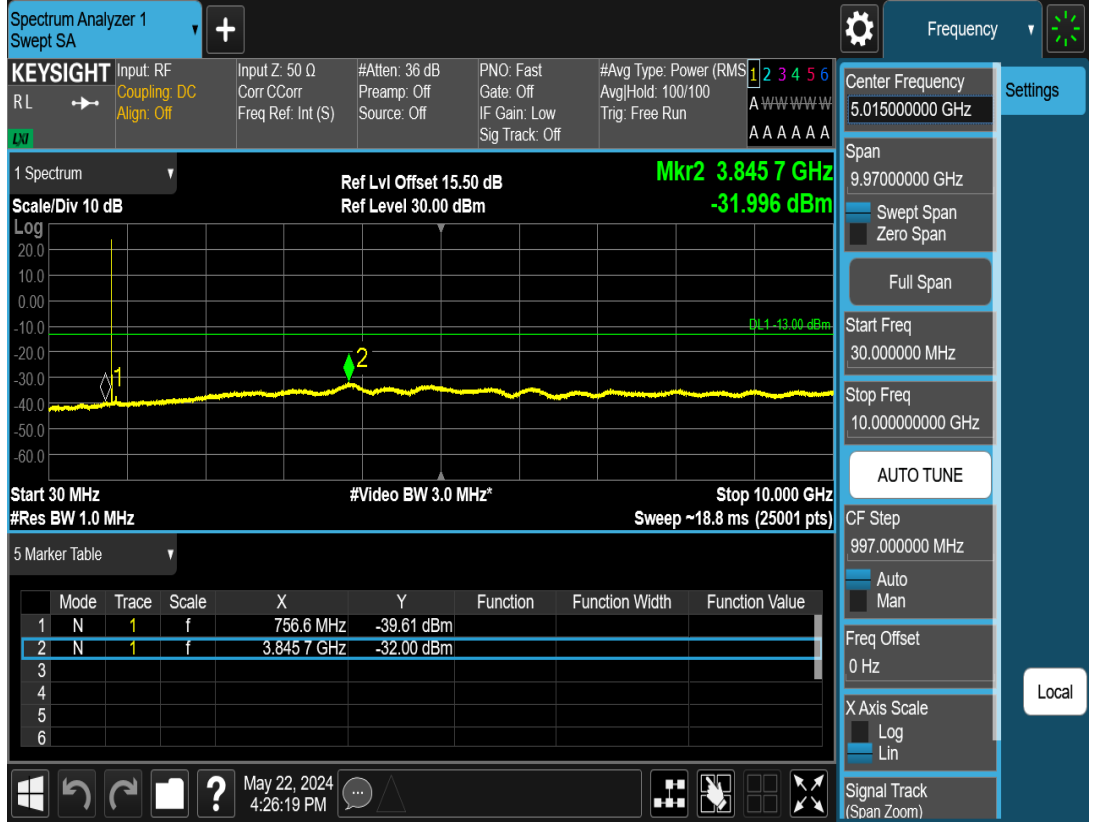 Spectrum Analyzer 1
Swept SA
+
Frequency
KEYSIGHT
RL
LXI
Input: RF
Coupling: DC
Align: Off
Input Z: 50 Ω
Corr CCorr
Freq Ref: Int (S)
#Atten: 36 dB
Preamp: Off
Source: Off
PNO: Fast
Gate: Off
IF Gain: Low
Sig Track: Off
#Avg Type: Power (RMS
Avg|Hold: 100/100
Trig: Free Run
1 2 3 4 5 6
A W W W W W
A A A A A A
1 Spectrum
Scale/Div 10 dB
Log
Ref Lvl Offset 15.50 dB
Ref Level 30.00 dBm
Mkr2 3.845 7 GHz
-31.996 dBm
20.0
10.0
0.00
-10.0
-20.0
-30.0
-40.0
-50.0
-60.0
DL1 -13.00 dBm
1
2
Start 30 MHz
#Video BW 3.0 MHz*
Stop 10.000 GHz
#Res BW 1.0 MHz
Sweep ~18.8 ms (25001 pts)
5 Marker Table
Mode Trace Scale X Y Function Function Width Function Value
1 N 1 f 756.6 MHz -39.61 dBm
2 N 1 f 3.845 7 GHz -32.00 dBm
3
4
5
6
?
May 22, 2024
4:26:19 PM
Center Frequency
5.015000000 GHz
Settings
Span
9.97000000 GHz
Swept Span
Zero Span
Full Span
Start Freq
30.000000 MHz
Stop Freq
10.000000000 GHz
AUTO TUNE
CF Step
997.000000 MHz
Auto
Man
Freq Offset
0 Hz
X Axis Scale
Log
Lin
Local
Signal Track
(Span Zoom)